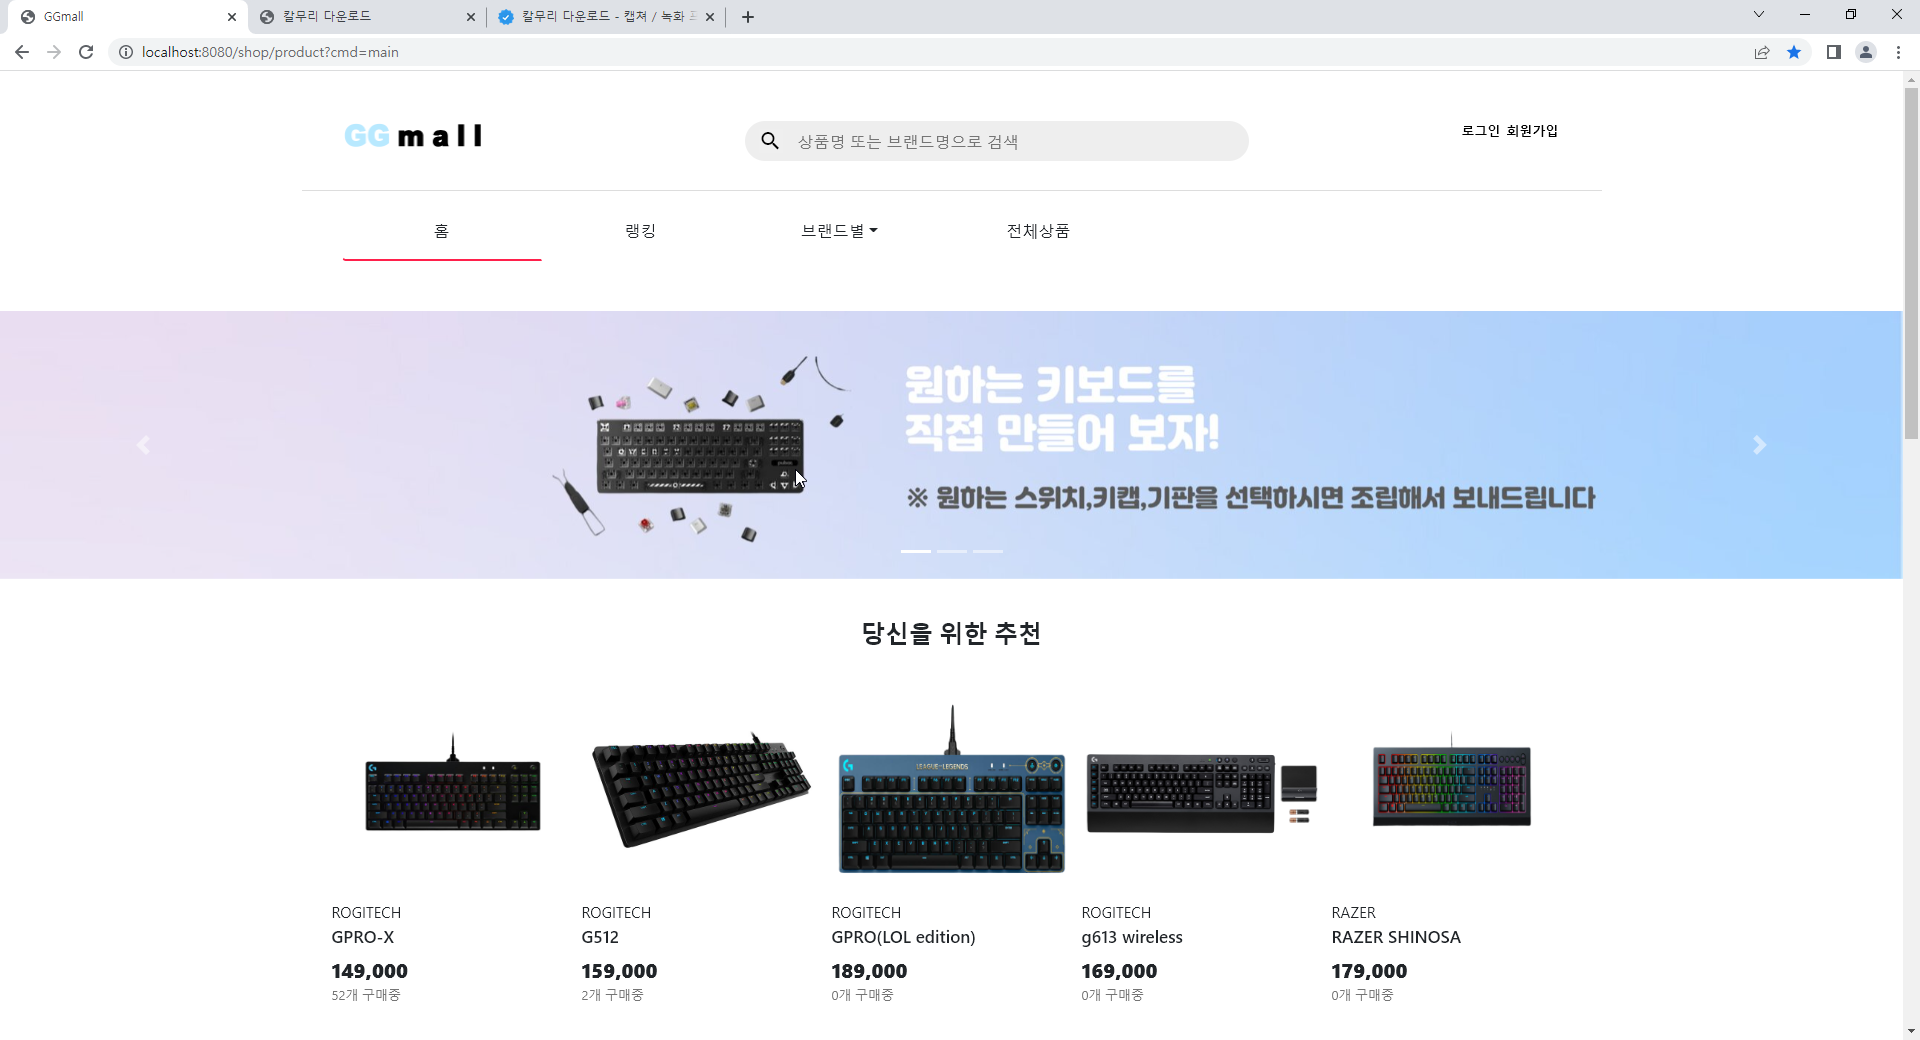 GGmall
칼무리 다운로드
칼무리 다운로드 - 캡쳐 / 녹화
localhost:8080/shop/product?cmd=main
GGmall
상품명 또는 브랜드명으로 검색
로그인 회원가입
홈
랭킹
브랜드별
전체상품
원하는 키보드를
직접 만들어 보자!
※ 원하는 스위치,키캡,기판을 선택하시면 조립해서 보내드립니다
당신을 위한 추천
LEAGUE OF LEGENDS
ROGITECH
GPRO-X
149,000
52개 구매중
ROGITECH
G512
159,000
2개 구매중
ROGITECH
GPRO(LOL edition)
189,000
0개 구매중
ROGITECH
g613 wireless
169,000
0개 구매중
RAZER
RAZER SHINOSA
179,000
0개 구매중